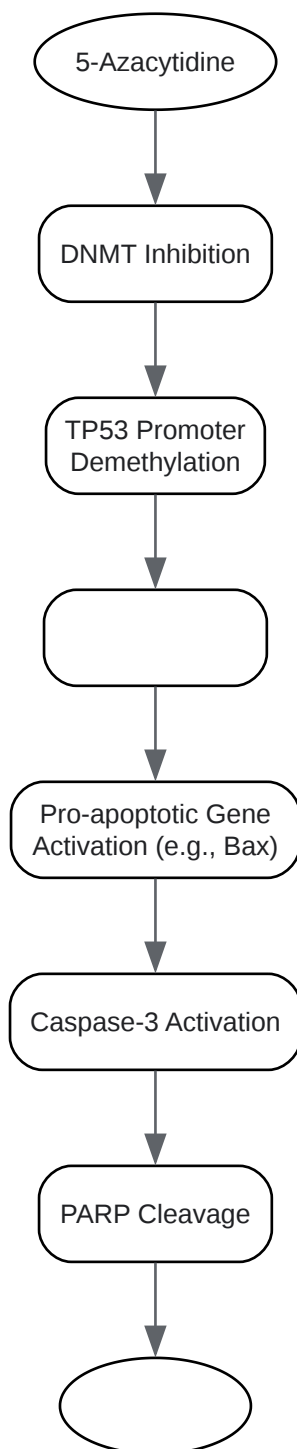 5-Azacytidine
DNMT Inhibition
TP53 Promoter
Demethylation
Pro-apoptotic Gene
Activation (e.g., Bax)
Caspase-3 Activation
PARP Cleavage